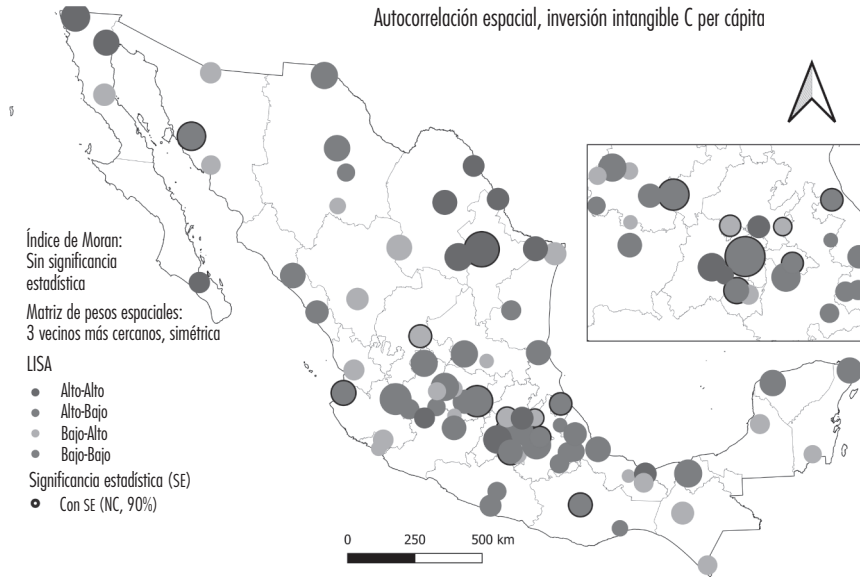 Autocorrelación espacial, inversión intangible C per cápita
Índice de Moran:
Sin significancia
estadística
Matriz de pesos espaciales:
3 vecinos más cercanos, simétrica
LISA
Alto-Alto
Alto-Bajo
Bajo-Alto
Bajo-Bajo
Significancia estadística (SE)
Con SE (NC, 90%)
0 250 500 km